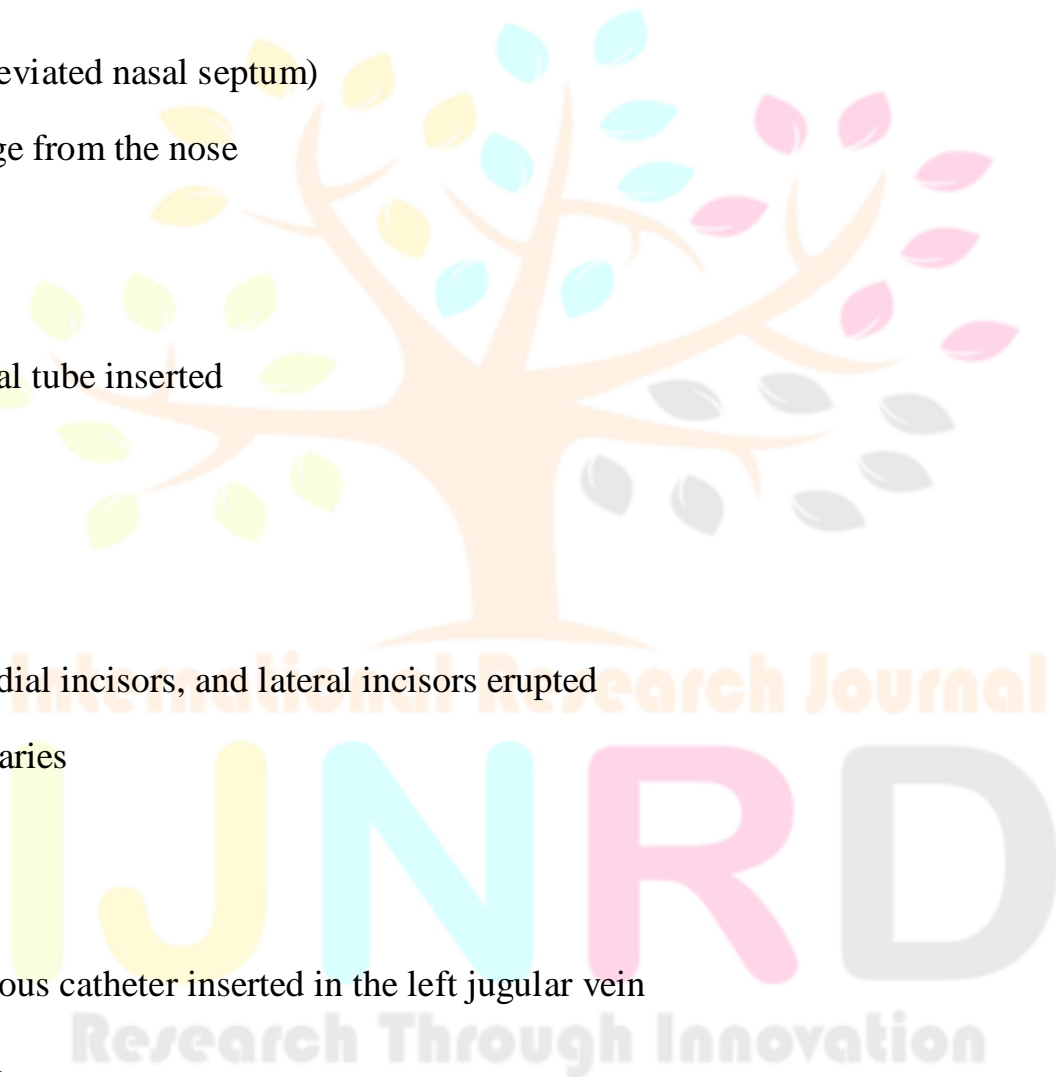 eviated nasal septum)
ge from the nose
al tube inserted
dial incisors, and lateral incisors erupted
International Research Journal
aries
IJNRD
ous catheter inserted in the left jugular vein
Research Through Innovation